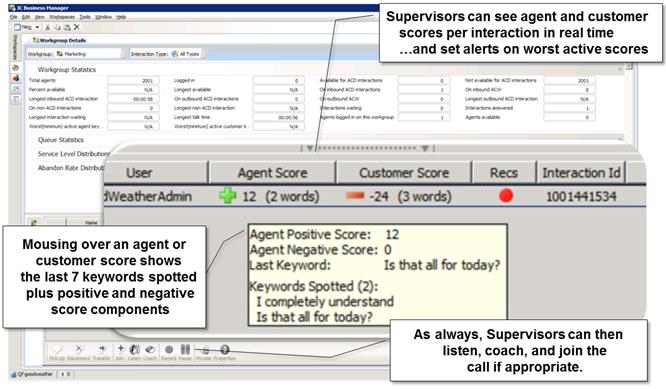 IC Business Manager
File Edit View Workspaces Tools Window Help
New
Workspaces
Workgroup Details
Workgroup: Marketing Interaction Type: All Types
Workgroup Statistics
Total agents 2001 Logged in 0 Available for ACD interactions 0 Not available for ACD interactions 2001
Percent available N/A Longest available N/A On inbound ACD interactions 1 On inbound ACW 0
Longest inbound ACD interaction 00:00:58 On outbound ACD interactions 0 On outbound ACW 0 Longest outbound ACD interaction N/A
On non-ACD interactions 0 Longest non-ACD interaction N/A Interactions waiting 0 Interactions answered 1
Longest interaction waiting N/A Longest talk time 00:00:56 Agents logged in on this workgroup 1 Agents available 0
Worst(minimum) active agent key... N/A Worst(minimum) active customer k... N/A
Queue Statistics
Service Level Distribution
Abandon Rate Distribut
Name
Supervisors can see agent and customer
scores per interaction in real time
…and set alerts on worst active scores
User Agent Score Customer Score Recs Interaction Id
dWeatherAdmin 12 (2 words) -24 (3 words) 1001441534
Agent Positive Score: 12
Agent Negative Score: 0
Last Keyword: Is that all for today?
Keywords Spotted (2):
I completely understand
Is that all for today?
Mousing over an agent or
customer score shows
the last 7 keywords spotted
plus positive and negative
score components
As always, Supervisors can then
listen, coach, and join the
call if appropriate.
Pick Up Disconnect Transfer Join Listen Coach Record Pause Private Properties
Qf-goodweather 0